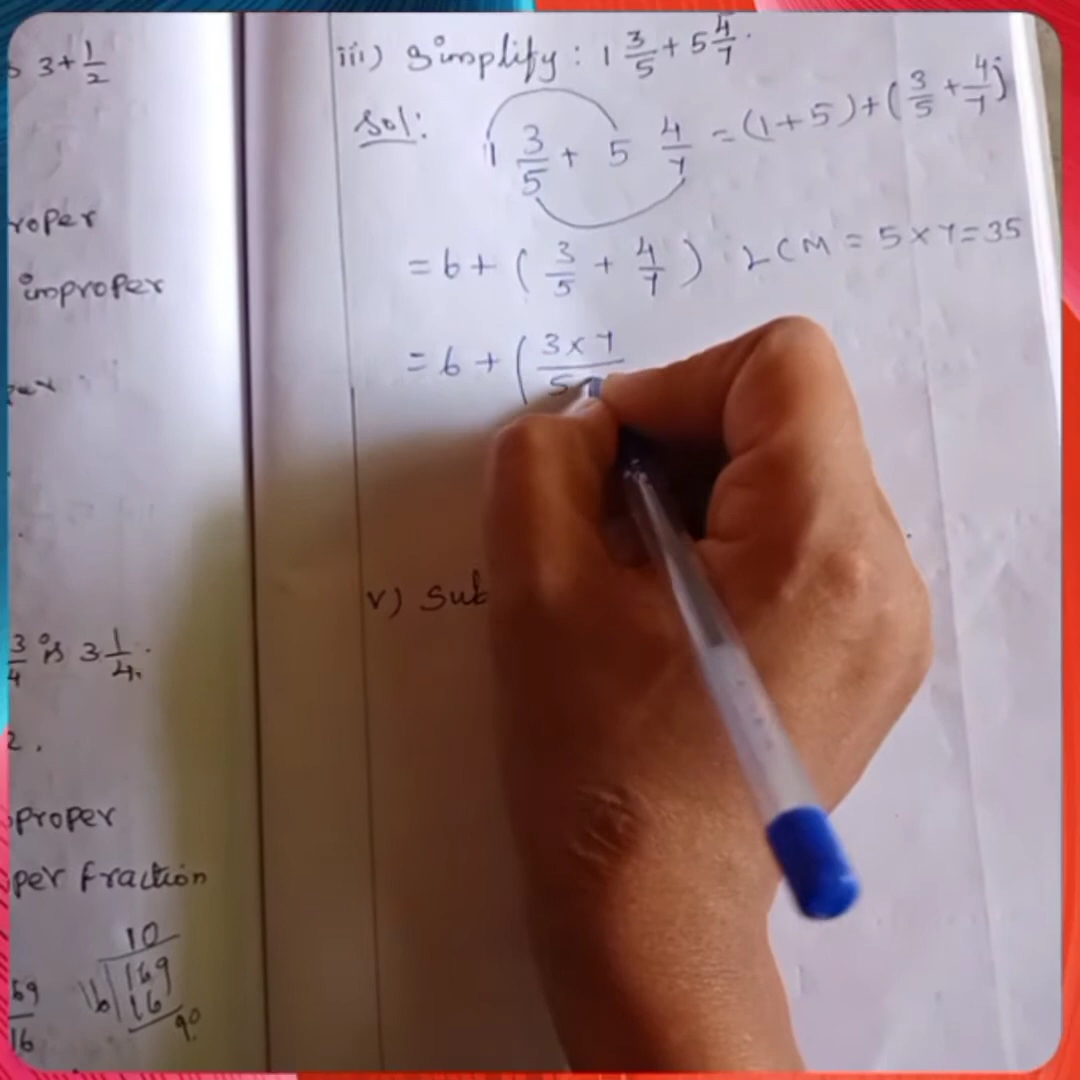 3+1/2
roper
improper
3/4 is 3 1/4.
2.
proper
per fraction
10
16 169
16
9
69/16
iii) Simplify: 1 3/5 + 5 4/7.
Sol:
1 3/5 + 5 4/7 = (1+5)+(3/5+4/7)
= 6+ (3/5 + 4/7) LCM = 5×7=35
= 6 + (3×7/5
v) Sub